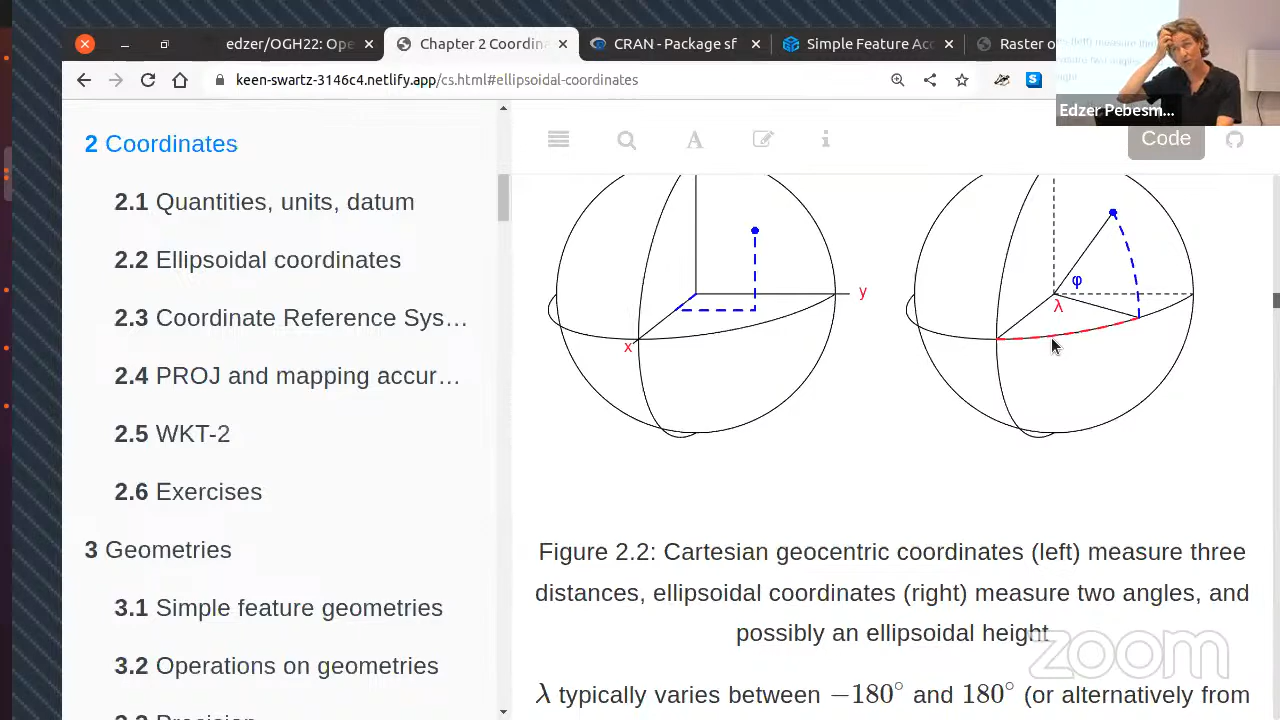 edzer/OGH22: Ope
Chapter 2 Coordin
CRAN - Package sf
Simple Feature Acc
Raster o
keen-swartz-3146c4.netlify.app/cs.html#ellipsoidal-coordinates
Edzer Pebesm...
Code
2 Coordinates
2.1 Quantities, units, datum
2.2 Ellipsoidal coordinates
2.3 Coordinate Reference Sys…
2.4 PROJ and mapping accur…
2.5 WKT-2
2.6 Exercises
3 Geometries
3.1 Simple feature geometries
3.2 Operations on geometries
y
x
φ
λ
Figure 2.2: Cartesian geocentric coordinates (left) measure three
distances, ellipsoidal coordinates (right) measure two angles, and
possibly an ellipsoidal height
λ typically varies between −180° and 180° (or alternatively from
zoom